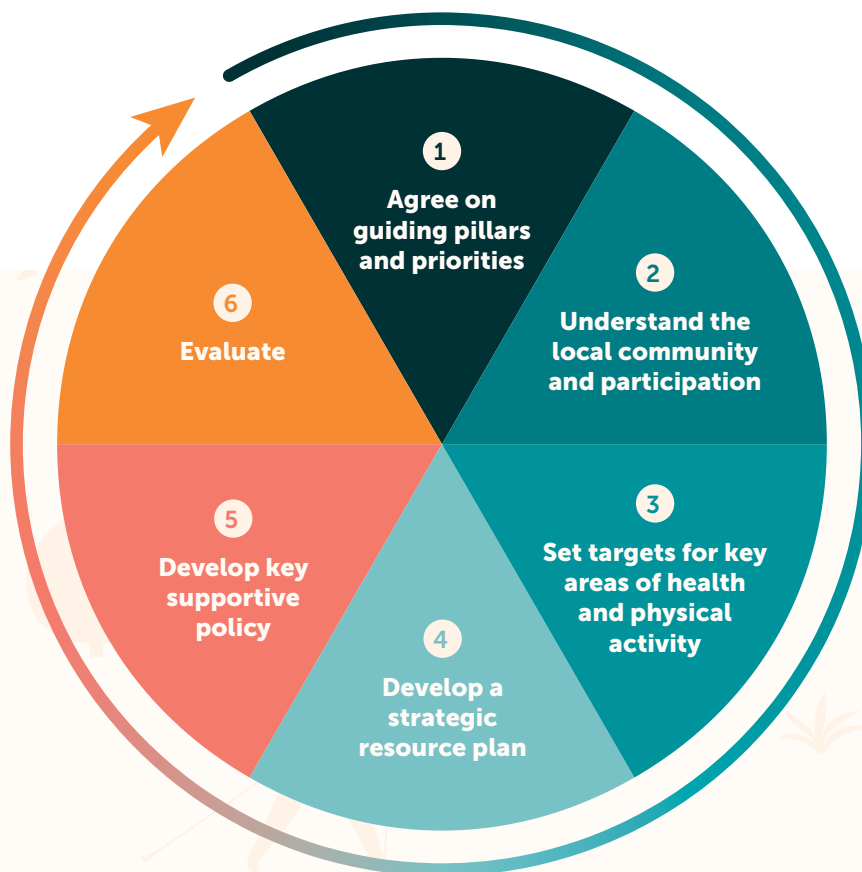 1
Agree on
guiding pillars
and priorities
2
Understand the
local community
and participation
3
Set targets for key
areas of health
and physical
activity
4
Develop a
strategic
resource plan
5
Develop key
supportive
policy
6
Evaluate